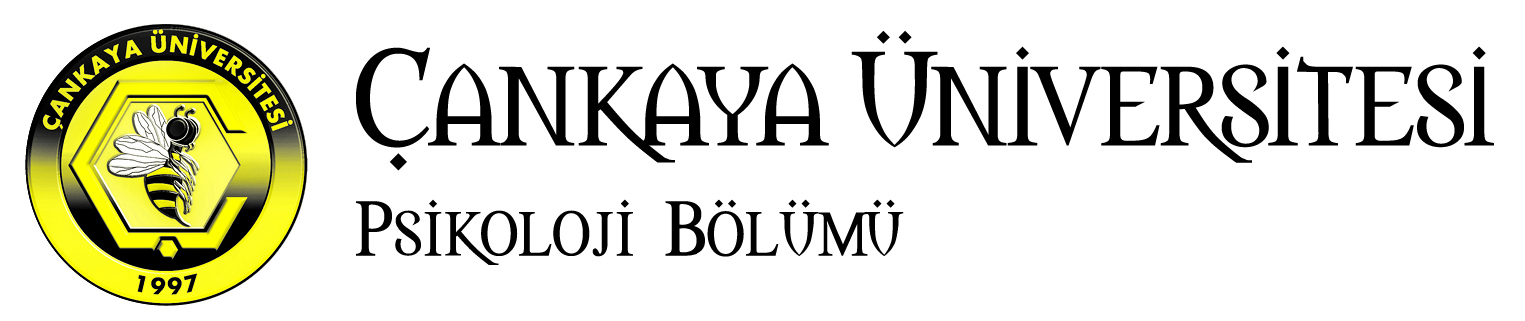 ÇANKAYA ÜNİVERSİTESİ
1997
ÇANKAYA ÜNİVERSİTESİ
PSİKOLOJİ BÖLÜMÜ